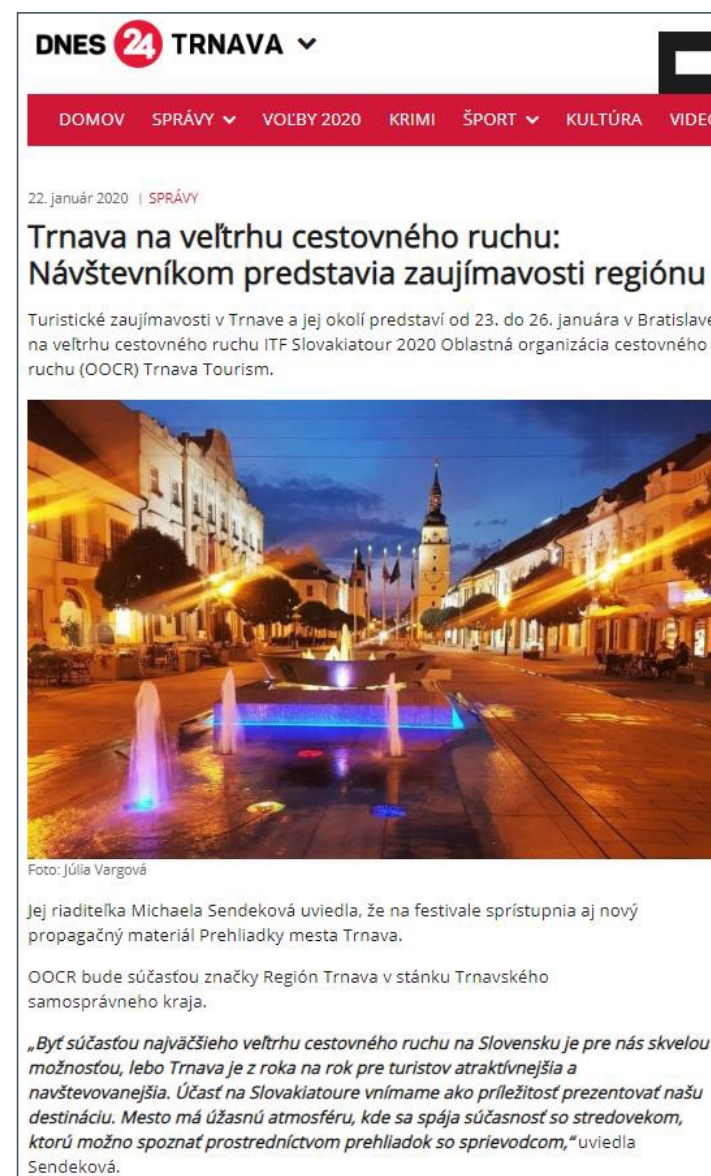 DNES 24 TRNAVA
DOMOV SPRÁVY VOĽBY 2020 KRIMI ŠPORT KULTÚRA VIDEO
22. január 2020 | SPRÁVY
Trnava na veľtrhu cestovného ruchu:
Návštevníkom predstavia zaujímavosti regiónu
Turistické zaujímavosti v Trnave a jej okolí predstaví od 23. do 26. januára v Bratislave
na veľtrhu cestovného ruchu ITF Slovakiatour 2020 Oblastná organizácia cestovného
ruchu (OOCR) Trnava Tourism.
Foto: Júlia Vargová
Jej riaditeľka Michaela Sendeková uviedla, že na festivale sprístupnia aj nový
propagačný materiál Prehliadky mesta Trnava.
OOCR bude súčasťou značky Región Trnava v stánku Trnavského
samosprávneho kraja.
„Byť súčasťou najväčšieho veľtrhu cestovného ruchu na Slovensku je pre nás skvelou
možnosťou, lebo Trnava je z roka na rok pre turistov atraktívnejšia a
navštevovanejšia. Účasť na Slovakiatoure vnímame ako príležitosť prezentovať našu
destináciu. Mesto má úžasnú atmosféru, kde sa spája súčasnosť so stredovekom,
ktorú možno spoznať prostredníctvom prehliadok so sprievodcom,“ uviedla
Sendeková.